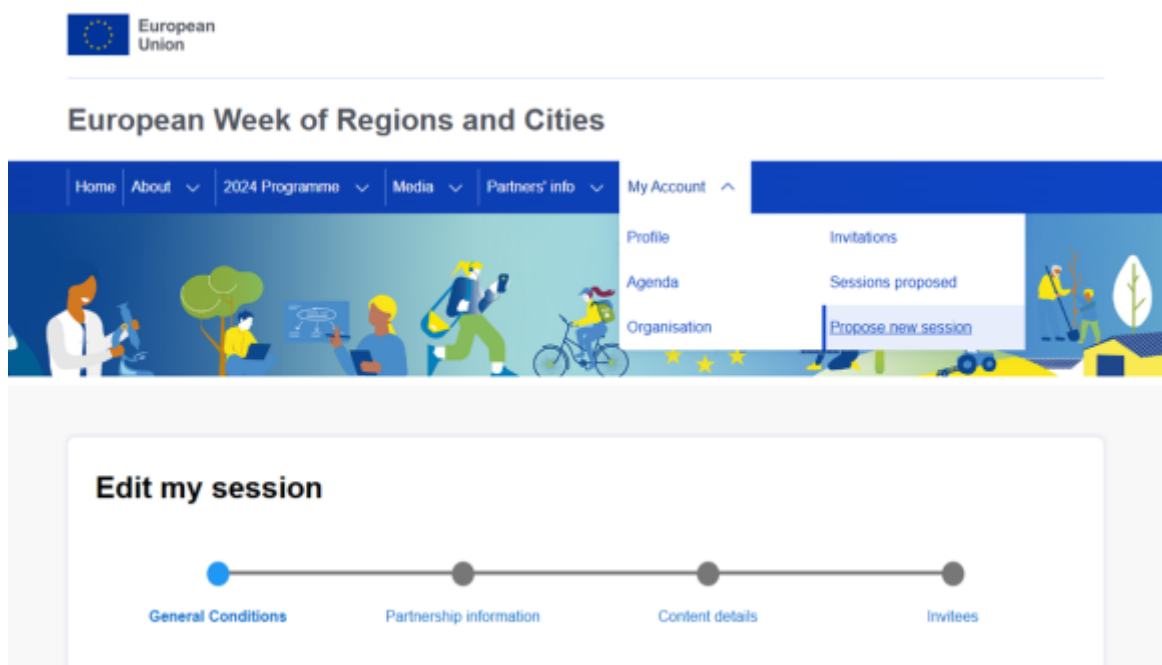 European
Union
European Week of Regions and Cities
Home About 2024 Programme Media Partners' info My Account
Profile Invitations
Agenda Sessions proposed
Organisation Propose new session
Edit my session
General Conditions Partnership information Content details Invitees